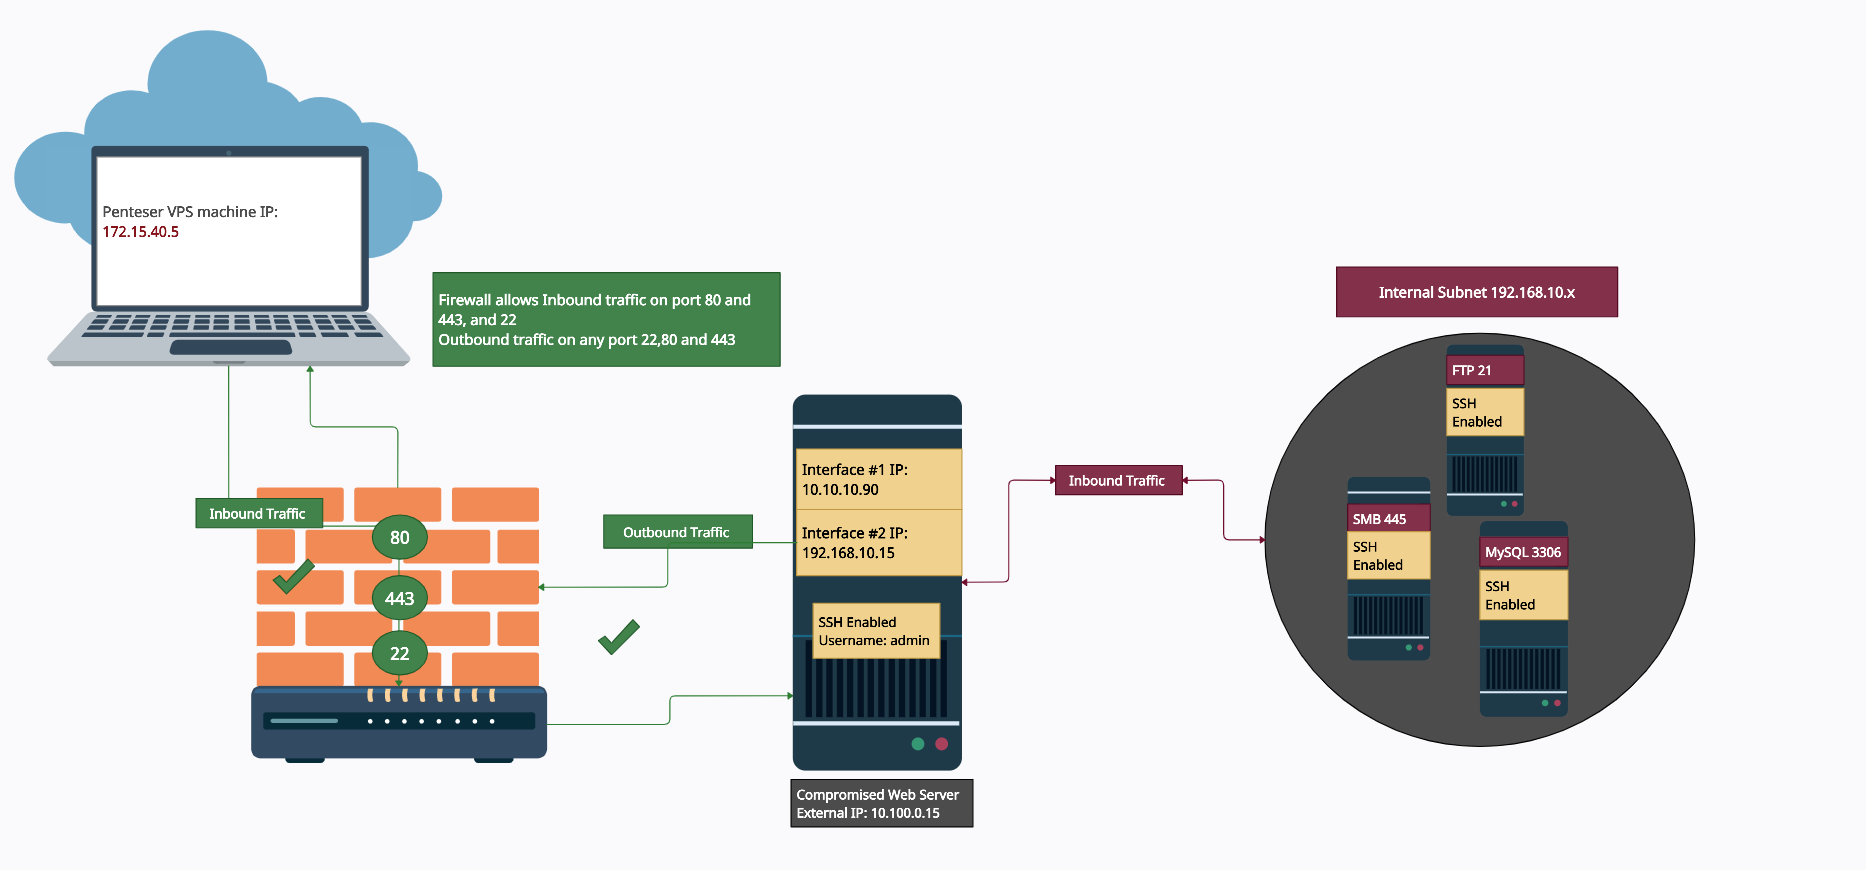 Penteser VPS machine IP:
172.15.40.5
Firewall allows Inbound traffic on port 80 and
443, and 22
Outbound traffic on any port 22,80 and 443
Internal Subnet 192.168.10.x
FTP 21
SSH
Enabled
Interface #1 IP:
10.10.10.90
Inbound Traffic
Inbound Traffic
80
Outbound Traffic
Interface #2 IP:
192.168.10.15
SMB 445
SSH
Enabled
MySQL 3306
SSH
Enabled
443
22
SSH Enabled
Username: admin
Compromised Web Server
External IP: 10.100.0.15